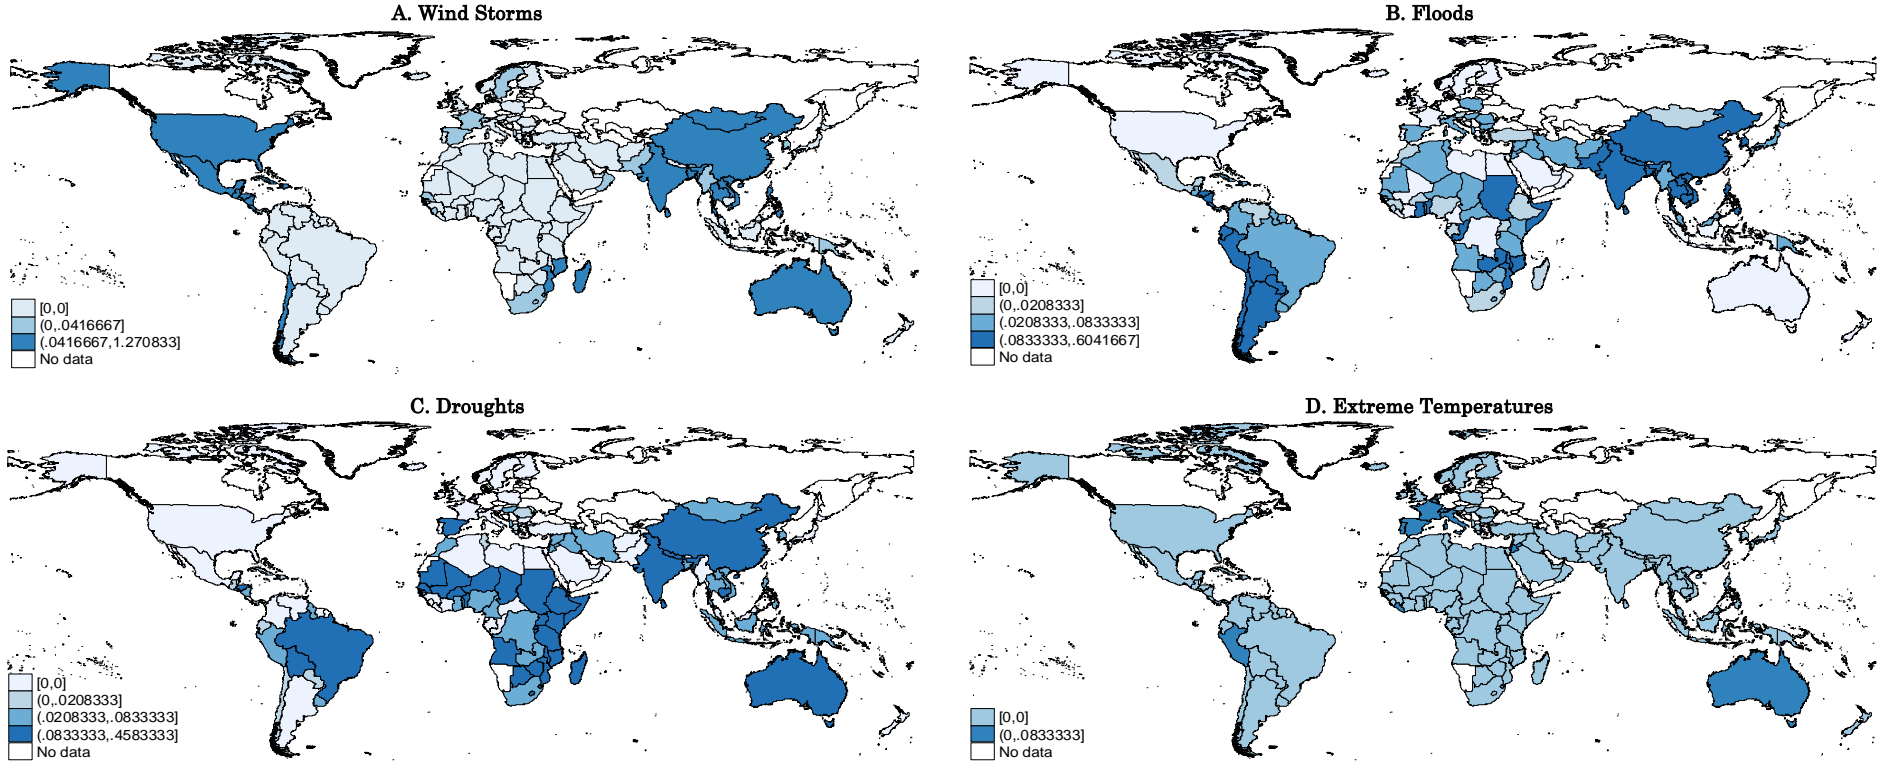 A. Wind Storms
[0,0]
(0,.0416667]
(.0416667,1.270833]
No data
B. Floods
[0,0]
(0,.0208333]
(.0208333,.0833333]
(.0833333,.6041667]
No data
C. Droughts
[0,0]
(0,.0208333]
(.0208333,.0833333]
(.0833333,.4583333]
No data
D. Extreme Temperatures
[0,0]
(0,.0833333]
No data